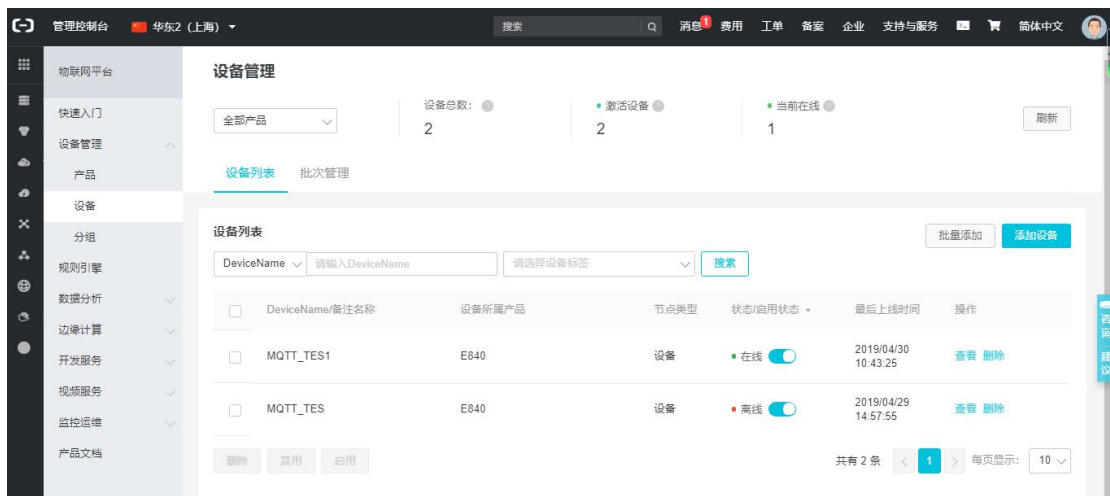 管理控制台 华东2（上海） 搜索 消息 1 费用 工单 备案 企业 支持与服务 简体中文
物联网平台
快速入门
设备管理
产品
设备
分组
规则引擎
数据分析
边缘计算
开发服务
视频服务
监控运维
产品文档
设备管理
全部产品
设备总数：
2
激活设备
2
当前在线
1
刷新
设备列表 批次管理
设备列表
批量添加 添加设备
DeviceName 请输入DeviceName 请选择设备标签 搜索
DeviceName/备注名称 设备所属产品 节点类型 状态/启用状态 最后上线时间 操作
MQTT_TES1 E840 设备 在线 2019/04/30 10:43:25 查看 删除
MQTT_TES E840 设备 离线 2019/04/29 14:57:55 查看 删除
删除 禁用 启用 共有 2 条 1 每页显示： 10
咨询·建议